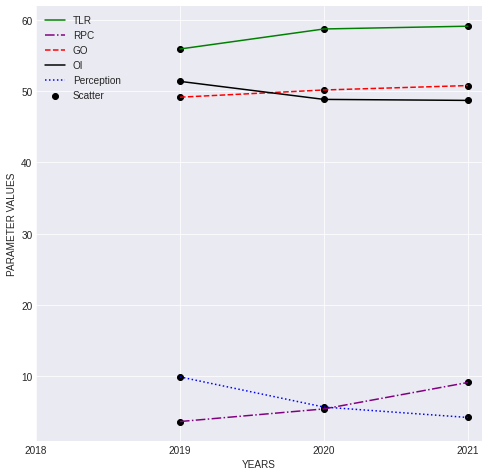 60
50
40
30
20
10
PARAMETER VALUES
TLR
RPC
GO
OI
Perception
Scatter
2018 2019 2020 2021
YEARS